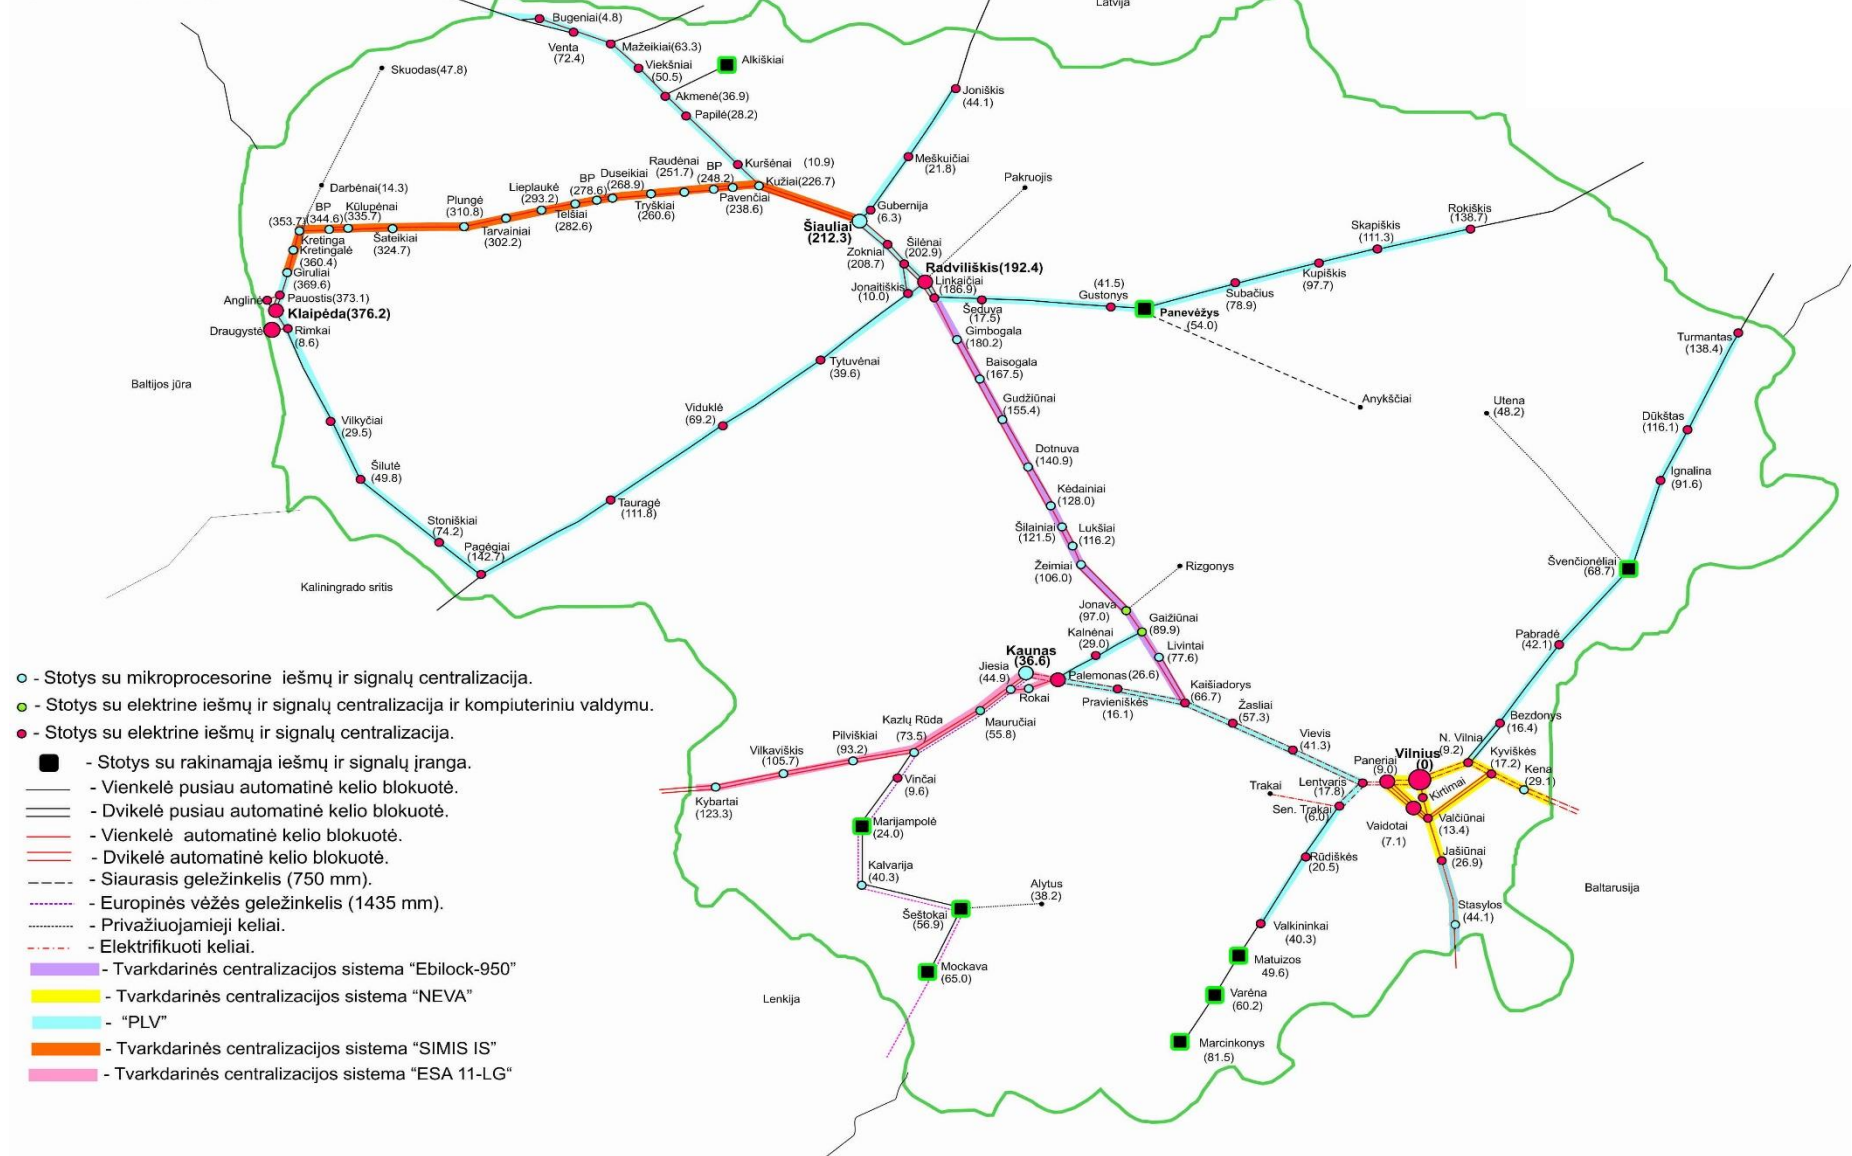 Latvija
Bugeniai(4.8)
Venta
(72.4)
Mažeikiai(63.3)
Viekšniai
(50.5)
Alkiškiai
Akmenė(36.9)
Papilė(28.2)
Skuodas(47.8)
Joniškis
(44.1)
Meškuičiai
(21.8)
Pakruojis
Kuršėnai (10.9)
Kužiai(226.7)
Raudėnai
(251.7)
BP
(248.2)
Duseikiai
(268.9)
BP
(278.6)
Lieplaukė
(293.2)
Plungė
(310.8)
Pavenčiai
(238.6)
Tryškiai
(260.6)
Telšiai
(282.6)
Tarvainiai
(302.2)
Darbėnai(14.3)
BP
(344.6)
Kūlupėnai
(335.7)
(353.7)
Šateikiai
(324.7)
Kretinga
Kretingalė
(360.4)
Giruliai
(369.6)
Anglinė
Pauostis(373.1)
Klaipėda(376.2)
Draugystė
Rimkai
(8.6)
Gubernija
(6.3)
Šiauliai
(212.3)
Zokniai
(208.7)
Šilėnai
(202.9)
Radviliškis(192.4)
Linkaičiai
(186.9)
Jonaitiškis
(10.0)
Šeduva
(17.5)
(41.5)
Gustonys
Panevėžys
(54.0)
Subačius
(78.9)
Kupiškis
(97.7)
Skapiškis
(111.3)
Rokiškis
(138.7)
Gimbogala
(180.2)
Baisogala
(167.5)
Gudžiūnai
(155.4)
Dotnuva
(140.9)
Kėdainiai
(128.0)
Šilainiai
(121.5)
Lukšiai
(116.2)
Žeimiai
(106.0)
Rizgonys
Jonava
(97.0)
Gaižiūnai
(89.9)
Livintai
(77.6)
Kaišiadorys
(66.7)
Anykščiai
Utena
(48.2)
Turmantas
(138.4)
Dūkštas
(116.1)
Ignalina
(91.6)
Švenčionėliai
(68.7)
Pabradė
(42.1)
Bezdonys
(16.4)
Baltijos jūra
Tytuvėnai
(39.6)
Viduklė
(69.2)
Tauragė
(111.8)
Vilkyčiai
(29.5)
Šilutė
(49.8)
Stoniškiai
(74.2)
Pagėgiai
(142.7)
Kaliningrado sritis
Kalnėnai
(29.0)
Kaunas
(36.6)
Jiesia
(44.9)
Rokai
Palemonas(26.6)
Pravieniškės
(16.1)
Žasliai
(57.3)
Vievis
(41.3)
Mauručiai
(55.8)
Kazlų Rūda
(73.5)
Pilviškiai
(93.2)
Vilkaviškis
(105.7)
Kybartai
(123.3)
Vinčai
(9.6)
Marijampolė
(24.0)
Kalvarija
(40.3)
Šeštokai
(56.9)
Alytus
(38.2)
Mockava
(65.0)
Lenkija
Paneriai
(9.0)
Vilnius
(0)
N. Vilnia
(9.2)
Kyviškės
(17.2)
Kena
(29.1)
Lentvaris
(17.8)
Trakai
Sen. Trakai
(6.0)
Kirtimai
Vaidotai
(7.1)
Valčiūnai
(13.4)
Jašiūnai
(26.9)
Stasylos
(44.1)
Baltarusija
Rūdiškės
(20.5)
Valkininkai
(40.3)
Matuizos
49.6)
Varėna
(60.2)
Marcinkonys
(81.5)
- Stotys su mikroprocesorine iešmų ir signalų centralizacija.
- Stotys su elektrine iešmų ir signalų centralizacija ir kompiuteriniu valdymu.
- Stotys su elektrine iešmų ir signalų centralizacija.
- Stotys su rakinamąja iešmų ir signalų įranga.
- Vienkelė pusiau automatinė kelio blokuotė.
- Dvikelė pusiau automatinė kelio blokuotė.
- Vienkelė automatinė kelio blokuotė.
- Dvikelė automatinė kelio blokuotė.
- Siaurasis geležinkelis (750 mm).
- Europinės vėžės geležinkelis (1435 mm).
- Privažiuojamieji keliai.
- Elektrifikuoti keliai.
- Tvarkdarinės centralizacijos sistema “Ebilock-950”
- Tvarkdarinės centralizacijos sistema “NEVA”
- “PLV”
- Tvarkdarinės centralizacijos sistema “SIMIS IS”
- Tvarkdarinės centralizacijos sistema “ESA 11-LG“